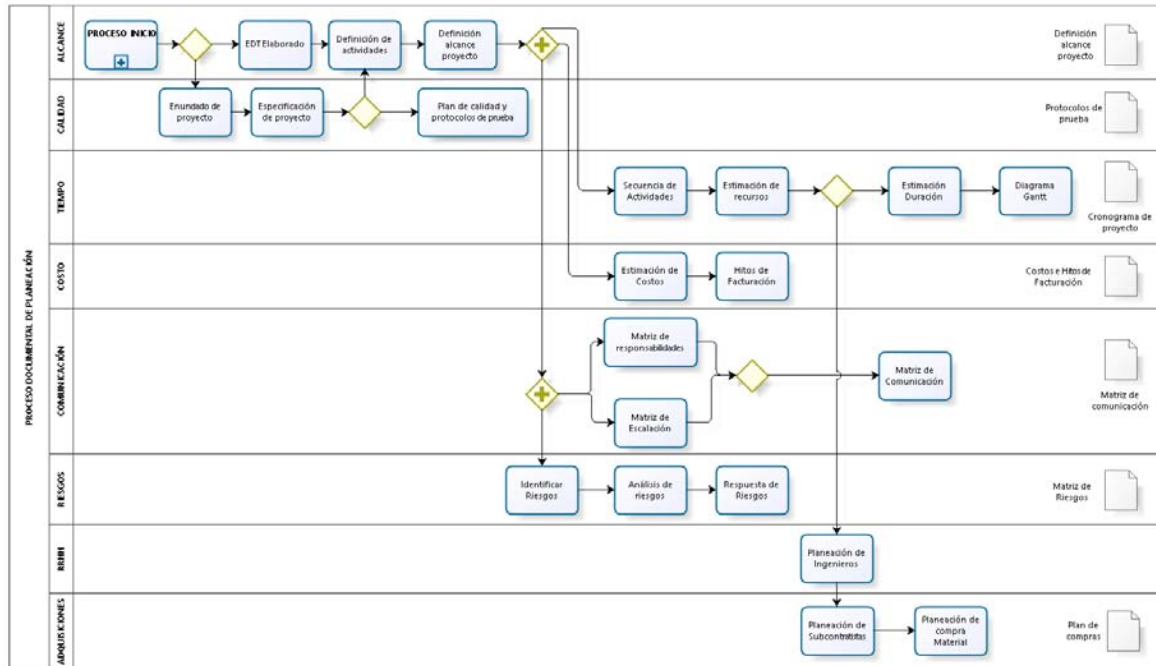 PROCESO DOCUMENTAL DE PLANEACIÓN
ALCANCE
PROCESO INICIO
EDT Elaborado
Definición de
actividades
Definición
alcance
proyecto
Definición
alcance
proyecto
CALIDAD
Enundado de
proyecto
Especificación
de proyecto
Plan de calidad y
protocolos de prueba
Protocolos de
prueba
TIEMPO
Secuencia de
Actividades
Estimación de
recursos
Estimación
Duración
Diagrama
Gantt
Cronograma de
proyecto
COSTO
Estimación de
Costos
Hitos de
Facturación
Costos e Hitos de
Facturación
COMUNICACIÓN
Matriz de
responsabilidades
Matriz de
Escalación
Matriz de
Comunicación
Matriz de
comunicación
RIESGOS
Identificar
Riesgos
Análisis de
riesgos
Respuesta de
Riesgos
Matriz de
Riesgos
RRHH
Planeación de
Ingenieros
ADQUISICIONES
Planeación de
Subcontratistas
Planeación de
compra
Material
Plan de
compras